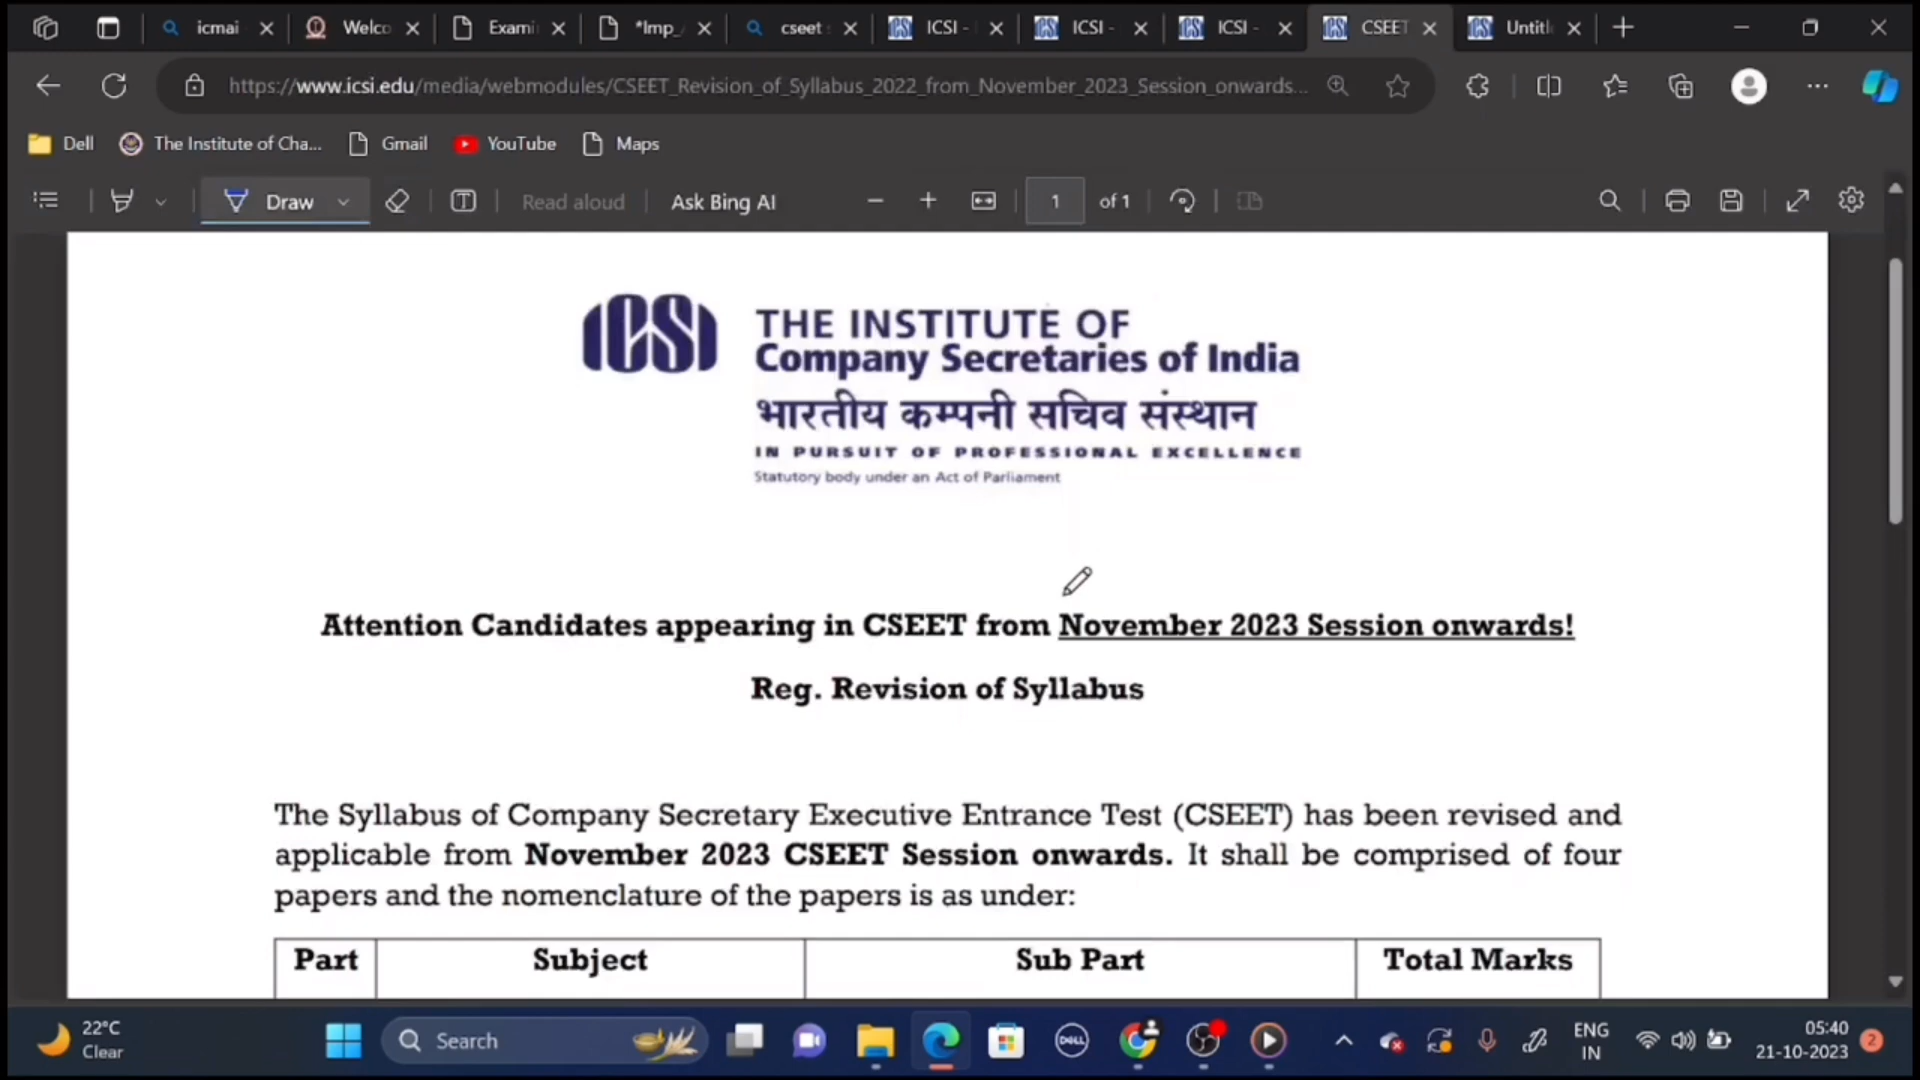 icmai
Welco
Exami
*Imp_
cseet
ICSI -
ICSI -
ICSI -
CSEET
Untitl
https://www.icsi.edu/media/webmodules/CSEET_Revision_of_Syllabus_2022_from_November_2023_Session_onwards...
Dell
The Institute of Cha...
Gmail
YouTube
Maps
Draw
Read aloud
Ask Bing AI
1
of 1
ICSI
THE INSTITUTE OF
Company Secretaries of India
भारतीय कम्पनी सचिव संस्थान
IN PURSUIT OF PROFESSIONAL EXCELLENCE
Statutory body under an Act of Parliament
Attention Candidates appearing in CSEET from November 2023 Session onwards!
Reg. Revision of Syllabus
The Syllabus of Company Secretary Executive Entrance Test (CSEET) has been revised and
applicable from November 2023 CSEET Session onwards. It shall be comprised of four
papers and the nomenclature of the papers is as under:
Part Subject Sub Part Total Marks
22°C
Clear
Search
DELL
ENG
IN
05:40
21-10-2023
2